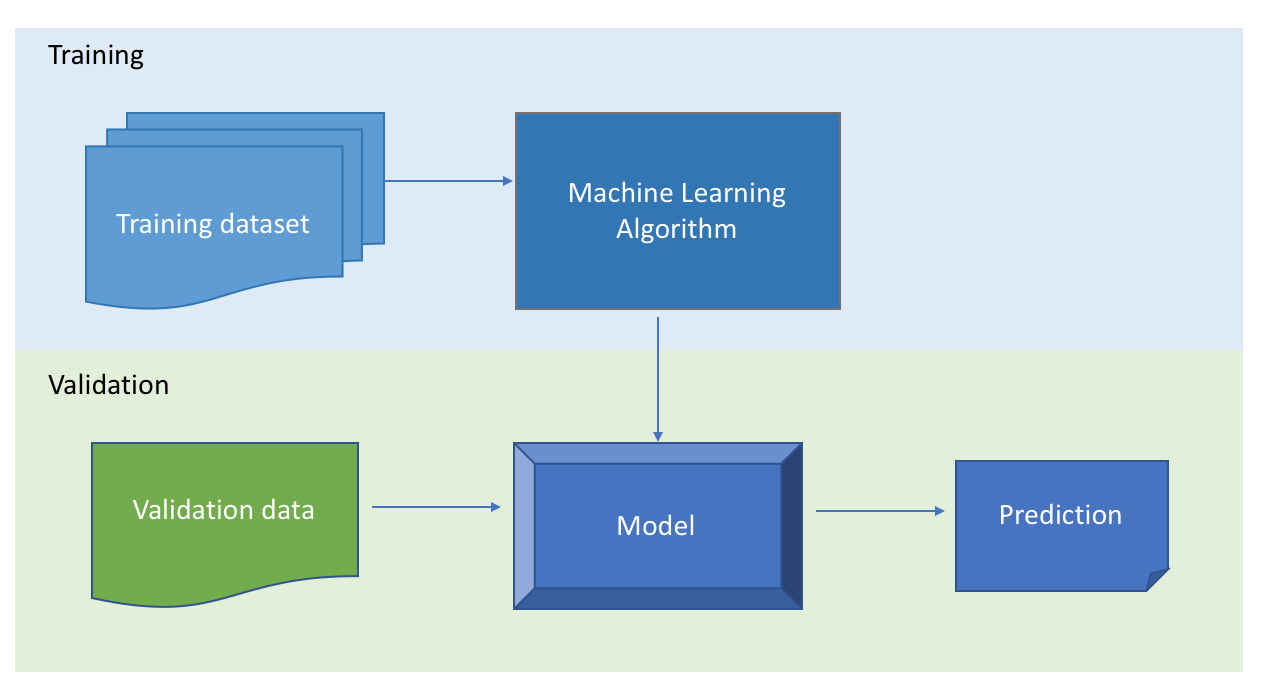 Training
Training dataset
Machine Learning
Algorithm
Validation
Validation data
Model
Prediction